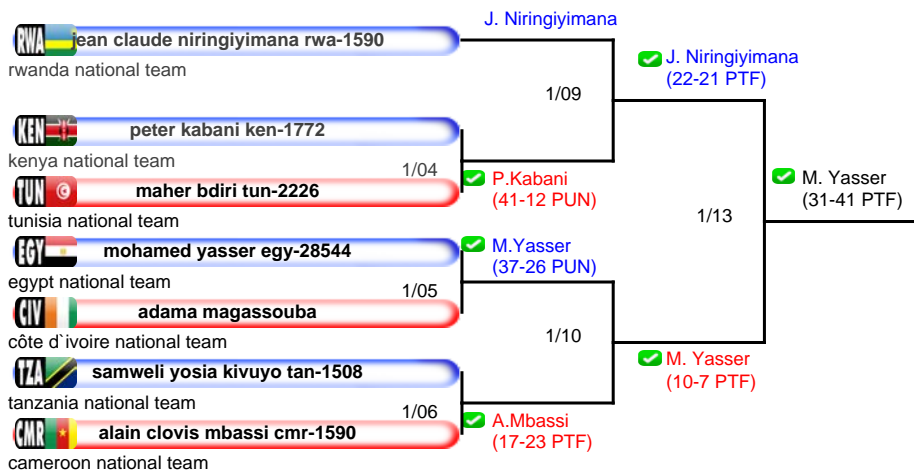 J. Niringiyimana
RWA jean claude niringiyimana rwa-1590
rwanda national team
J. Niringiyimana
(22-21 PTF)
1/09
KEN peter kabani ken-1772
kenya national team
1/04
P.Kabani
(41-12 PUN)
TUN maher bdiri tun-2226
tunisia national team
M. Yasser
(31-41 PTF)
1/13
EGY mohamed yasser egy-28544
egypt national team
M.Yasser
(37-26 PUN)
1/05
CIV adama magassouba
côte d`ivoire national team
1/10
M. Yasser
(10-7 PTF)
TZA samweli yosia kivuyo tan-1508
tanzania national team
1/06
A.Mbassi
(17-23 PTF)
CMR alain clovis mbassi cmr-1590
cameroon national team